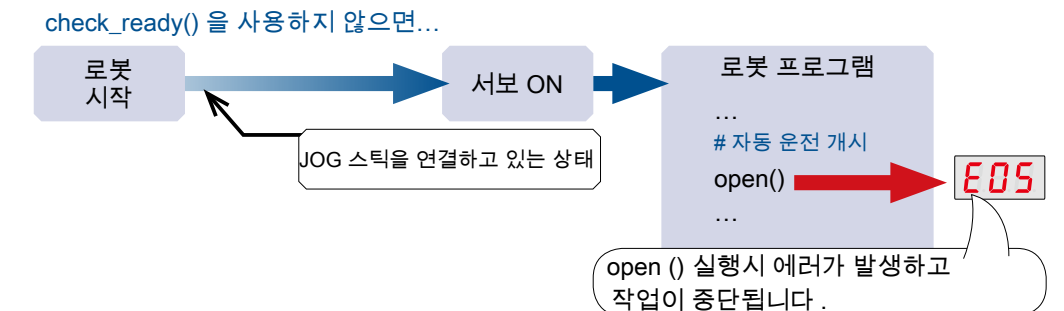 check_ready() 을 사용하지 않으면…
로봇
시작
서보 ON
로봇 프로그램
…
# 자동 운전 개시
JOG 스틱을 연결하고 있는 상태
open()
E05
…
open () 실행시 에러가 발생하고
작업이 중단됩니다 .